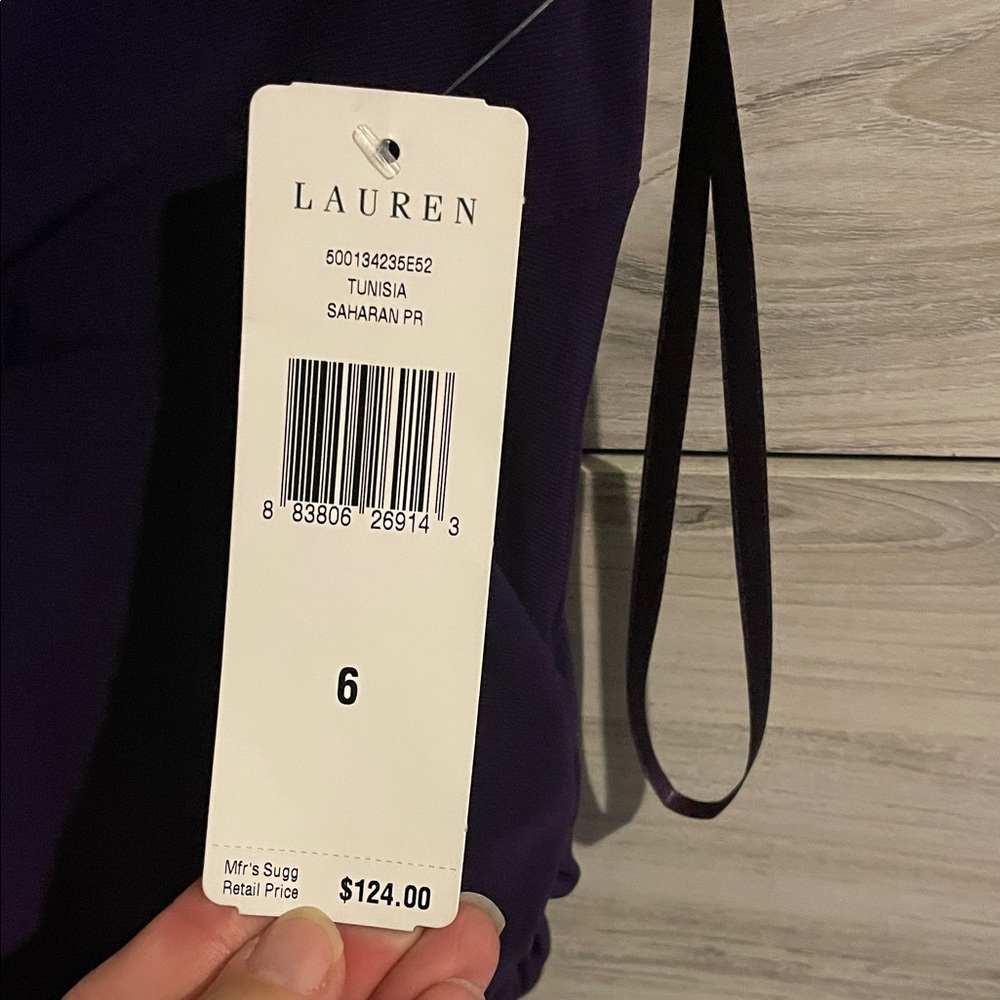 LAUREN
500134235E52
TUNISIA
SAHARAN PR
8 83806 26914 3
6
Mfr's Sugg
Retail Price $124.00